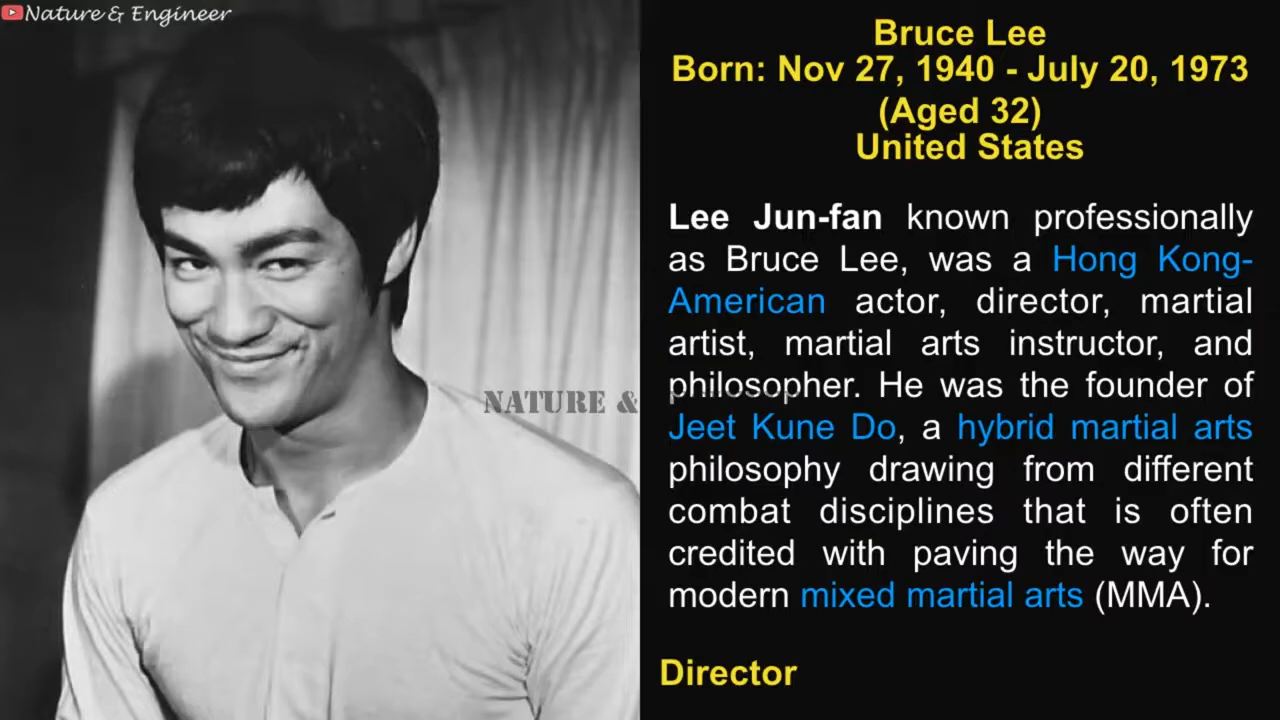 Nature & Engineer
Bruce Lee
Born: Nov 27, 1940 - July 20, 1973
(Aged 32)
United States
Lee Jun-fan known professionally
as Bruce Lee, was a Hong Kong-
American actor, director, martial
artist, martial arts instructor, and
philosopher. He was the founder of
Jeet Kune Do, a hybrid martial arts
philosophy drawing from different
combat disciplines that is often
credited with paving the way for
modern mixed martial arts (MMA).
Director
NATURE &